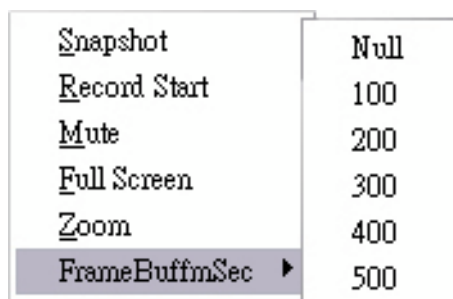 Snapshot
Record Start
Mute
Full Screen
Zoom
FrameBuffmSec
Null
100
200
300
400
500